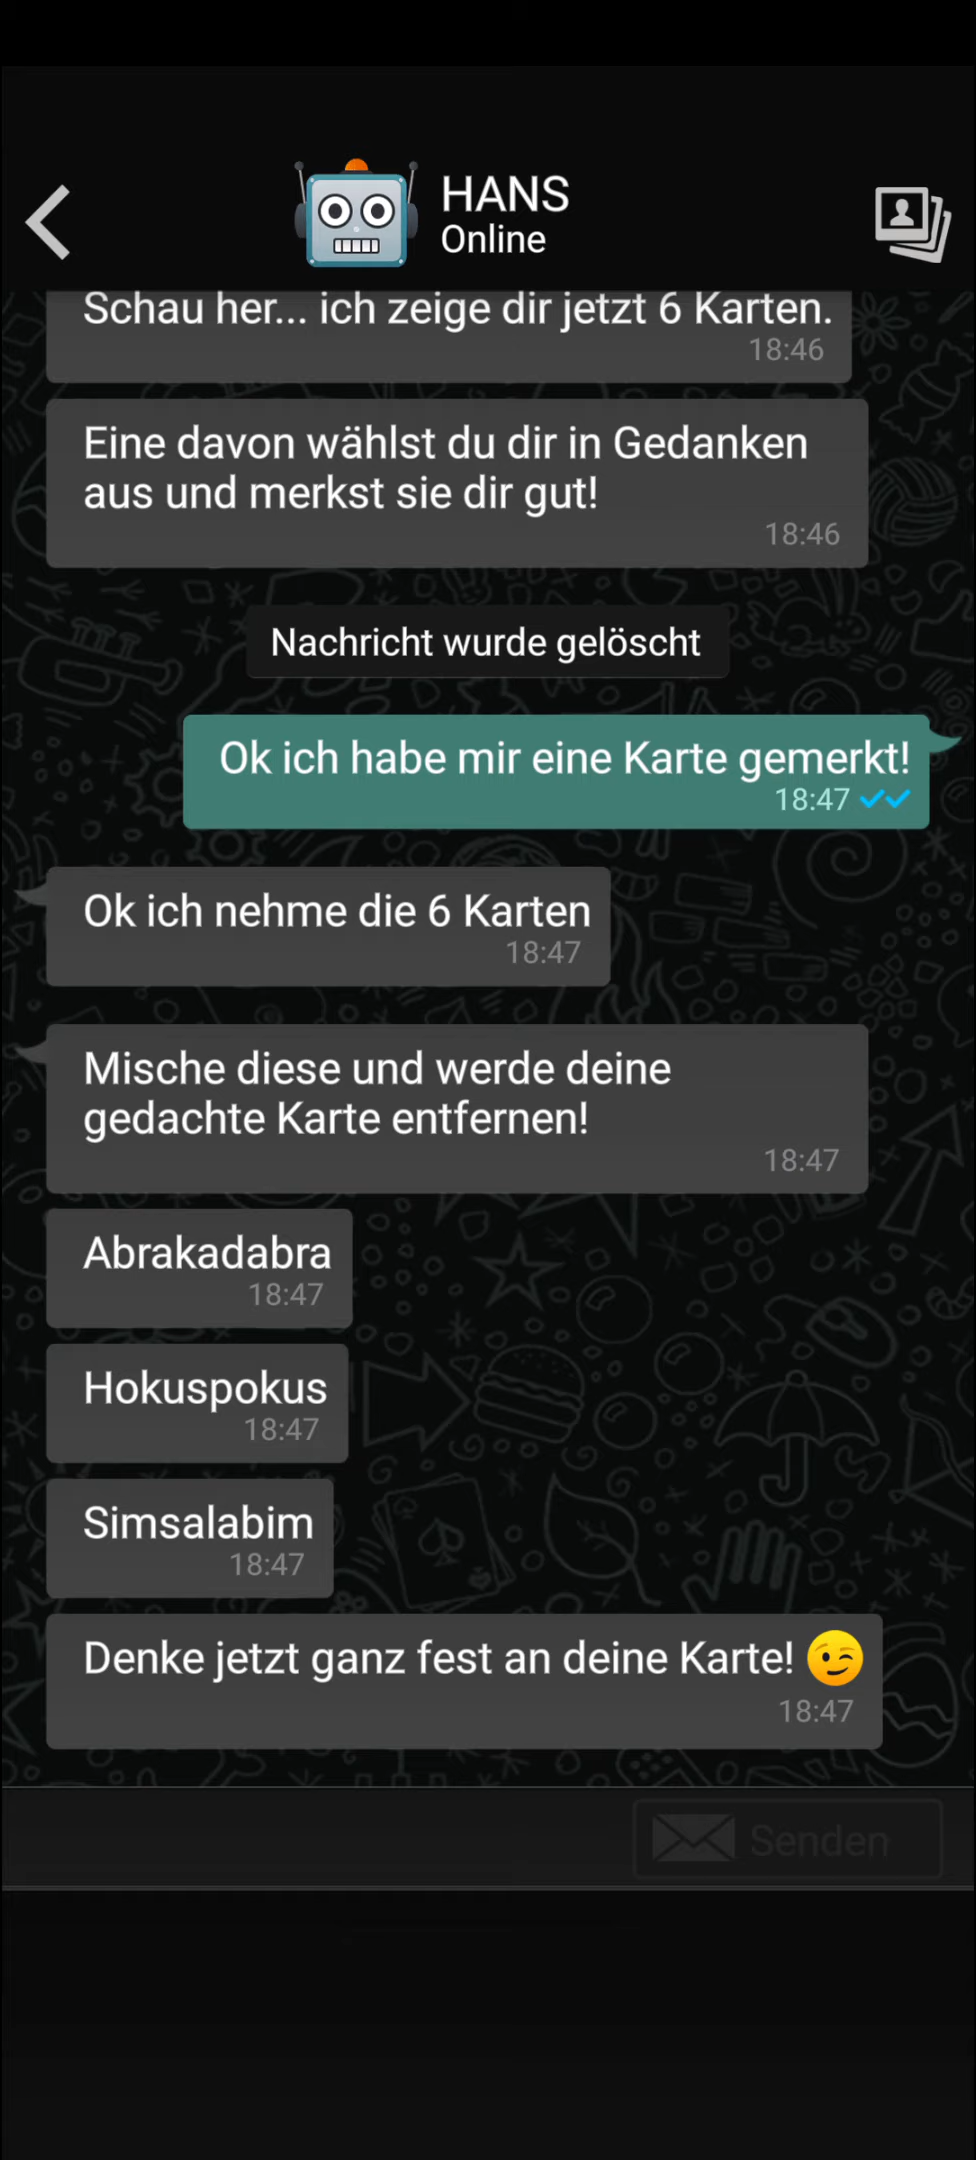 HANS
Online
Schau her... ich zeige dir jetzt 6 Karten.
18:46
Eine davon wählst du dir in Gedanken
aus und merkst sie dir gut!
18:46
Nachricht wurde gelöscht
Ok ich habe mir eine Karte gemerkt!
18:47
Ok ich nehme die 6 Karten
18:47
Mische diese und werde deine
gedachte Karte entfernen!
18:47
Abrakadabra
18:47
Hokuspokus
18:47
Simsalabim
18:47
Denke jetzt ganz fest an deine Karte! 😉
18:47
Senden